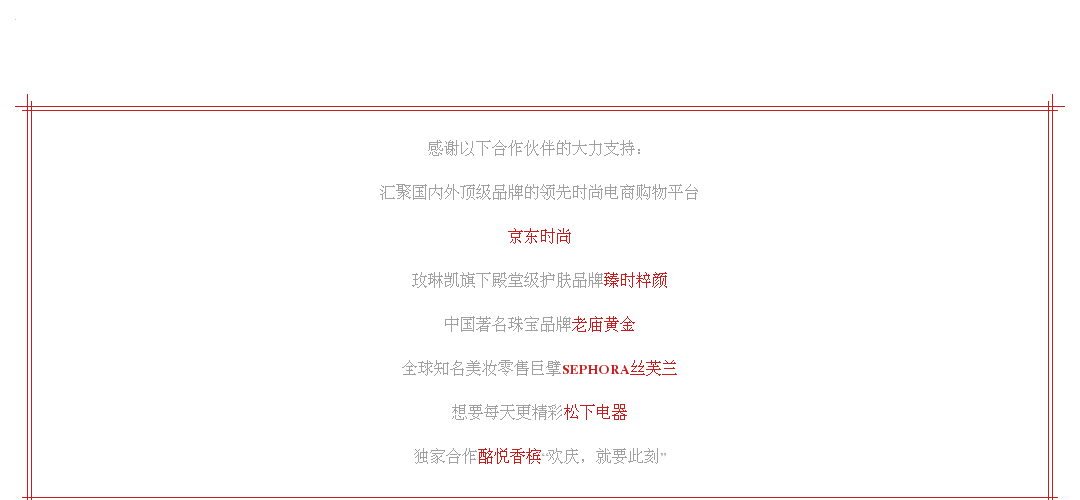 感谢以下合作伙伴的大力支持：
汇聚国内外顶级品牌的领先时尚电商购物平台
京东时尚
玫琳凯旗下殿堂级护肤品牌臻时粹颜
中国著名珠宝品牌老庙黄金
全球知名美妆零售巨擘SEPHORA丝芙兰
想要每天更精彩松下电器
独家合作酩悦香槟“欢庆，就要此刻”